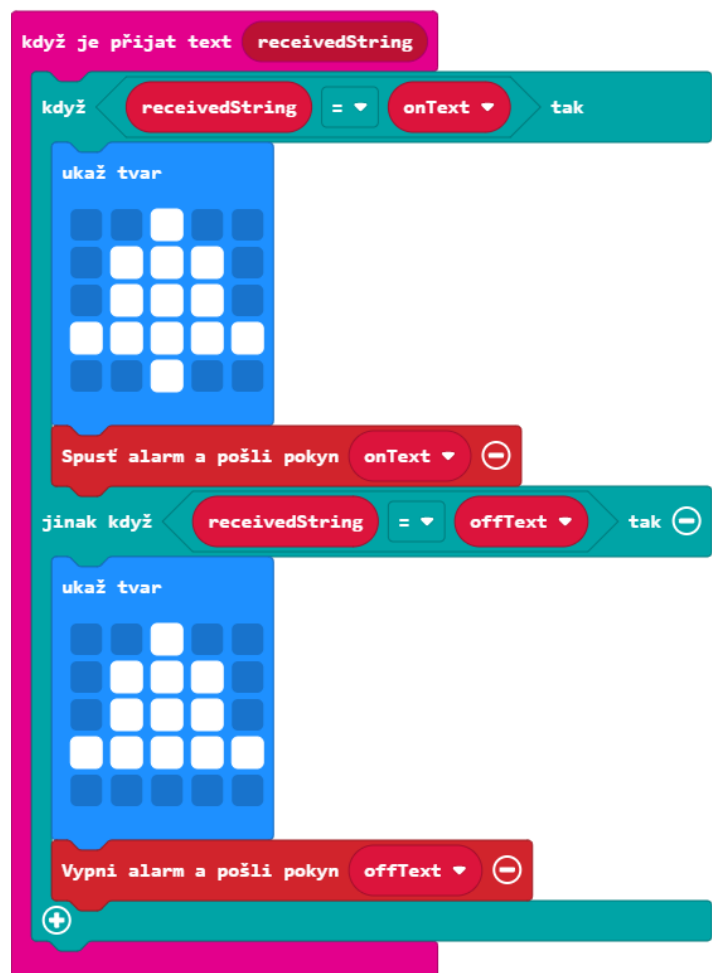 když je přijat text receivedString
když receivedString = onText tak
ukaž tvar
Spusť alarm a pošli pokyn onText
jinak když receivedString = offText tak
ukaž tvar
Vypni alarm a pošli pokyn offText